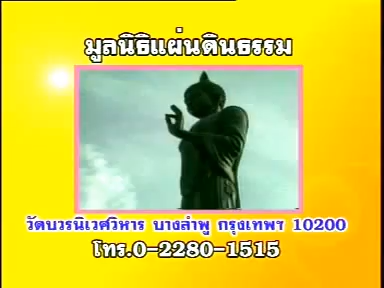 มูลนิธิแผ่นดินธรรม
วัดบวรนิเวศวิหาร บางลำพู กรุงเทพฯ 10200
โทร.0-2280-1515